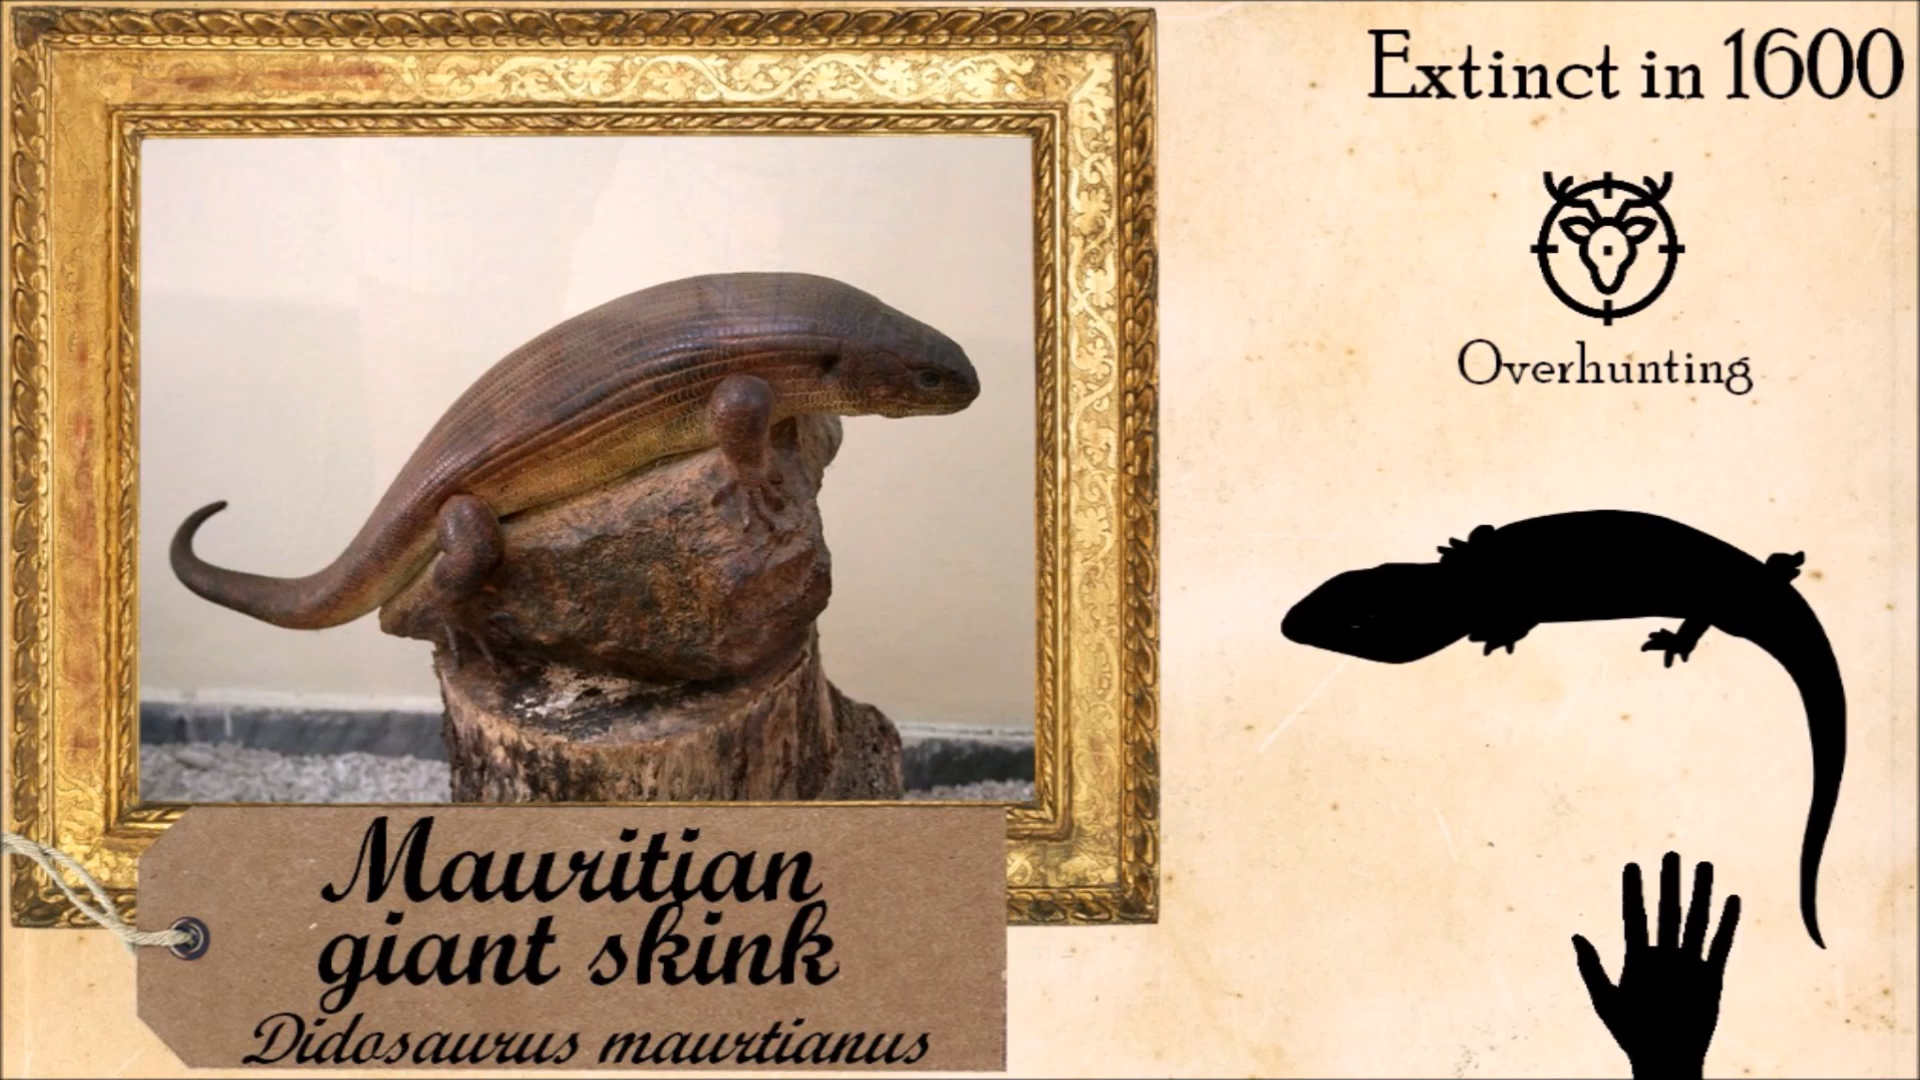 Extinct in 1600
Overhunting
Mauritian
giant skink
Didosaurus maurtianus